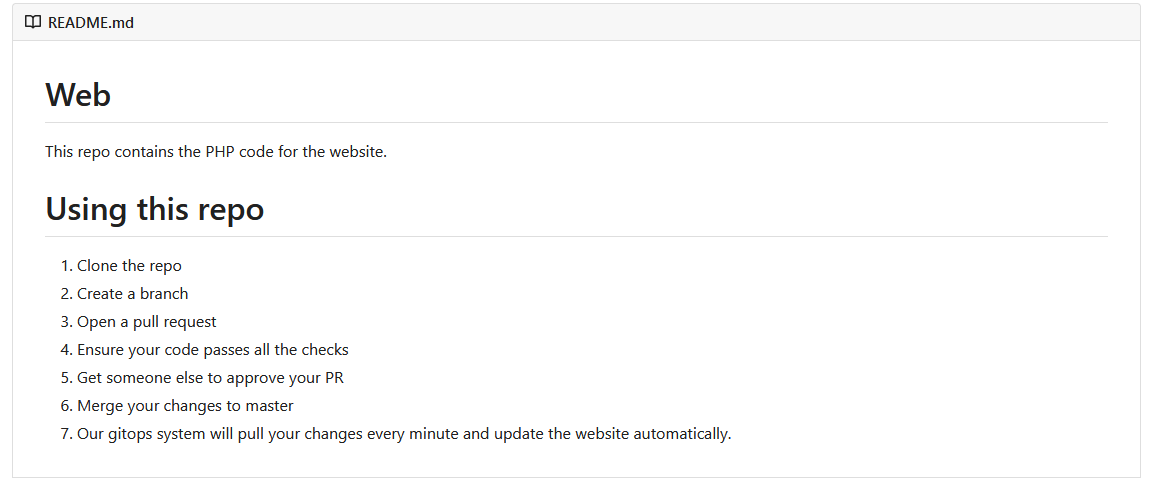 README.md
Web
This repo contains the PHP code for the website.
Using this repo
1. Clone the repo
2. Create a branch
3. Open a pull request
4. Ensure your code passes all the checks
5. Get someone else to approve your PR
6. Merge your changes to master
7. Our gitops system will pull your changes every minute and update the website automatically.